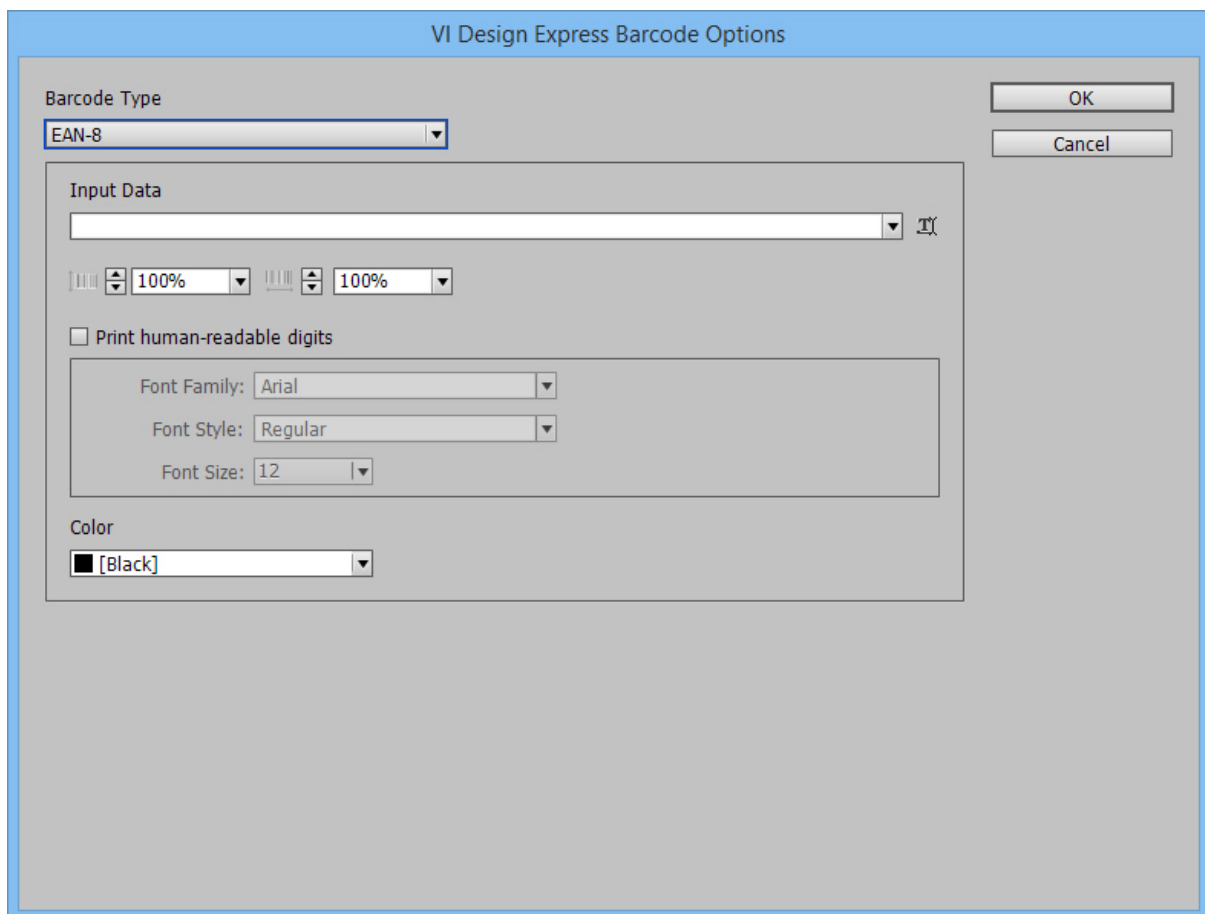 VI Design Express Barcode Options
Barcode Type
OK
EAN-8
Cancel
Input Data
100% 100%
Print human-readable digits
Font Family: Arial
Font Style: Regular
Font Size: 12
Color
[Black]